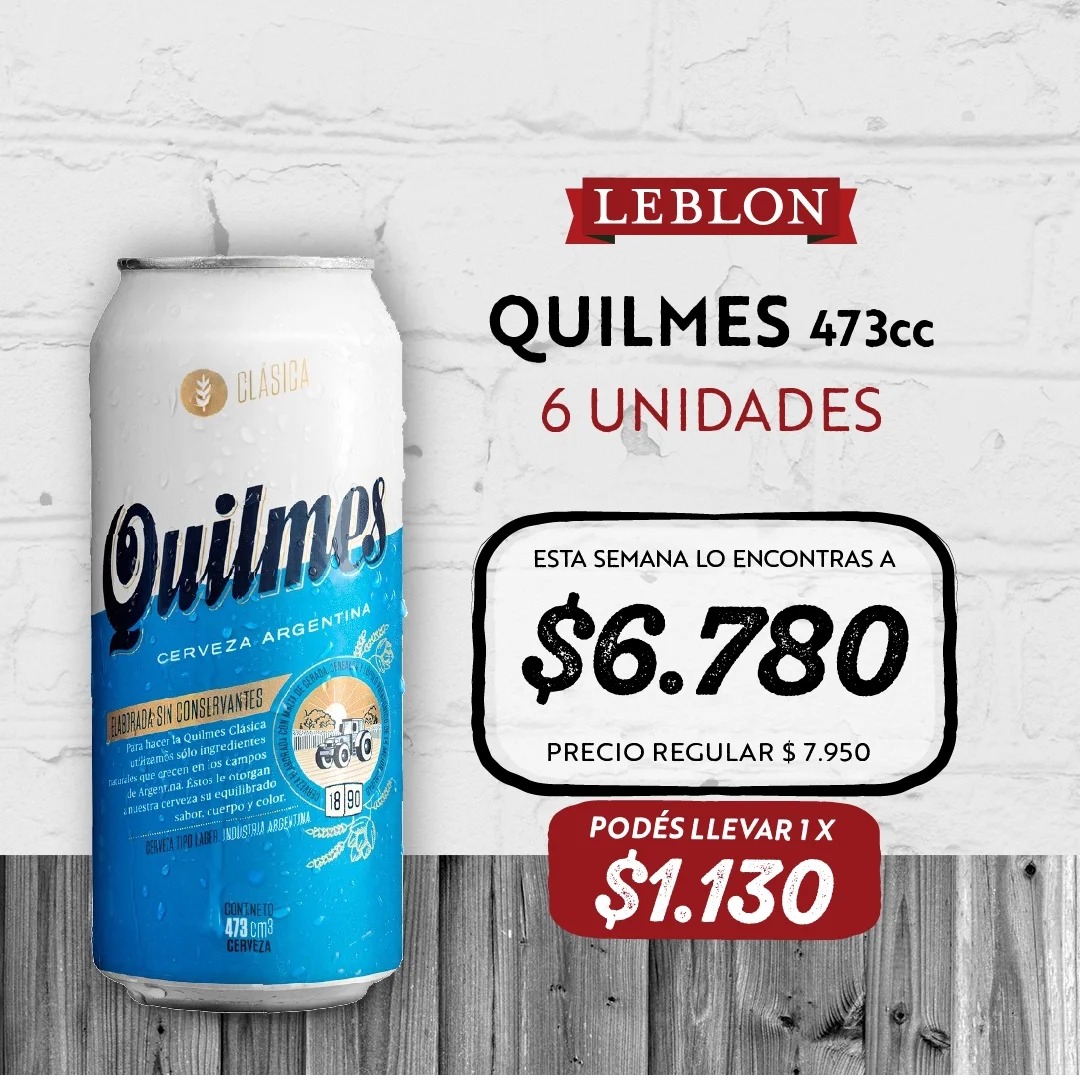 LEBLON
QUILMES 473cc
6 UNIDADES
ESTA SEMANA LO ENCONTRAS A
$6.780
PRECIO REGULAR $ 7.950
PODÉS LLEVAR 1 X
$1.130
CLÁSICA
Quilmes
CERVEZA ARGENTINA
ELABORADA SIN CONSERVANTES
Para hacer la Quilmes Clásica
utilizamos sólo ingredientes
naturales que crecen en los campos
de Argentina. Éstos le otorgan
a nuestra cerveza su equilibrado
sabor, cuerpo y color.
18 90
CERVEZA TIPO LAGER. INDUSTRIA ARGENTINA
CONT.NETO
473 cm3
CERVEZA